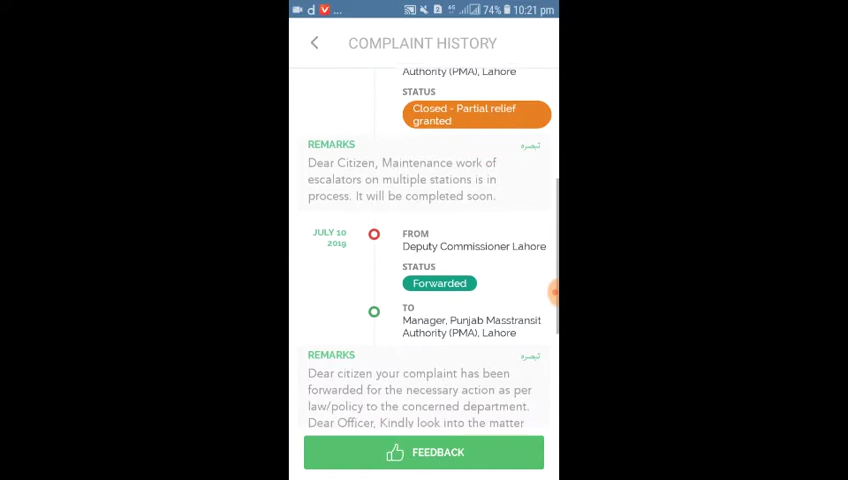 d ... 4G 74% 10:21 pm
COMPLAINT HISTORY
Authority (PMA), Lahore
STATUS
Closed - Partial relief
granted
REMARKS تبصرہ
Dear Citizen, Maintenance work of
escalators on multiple stations is in
process. It will be completed soon.
JULY 10
2019
FROM
Deputy Commissioner Lahore
STATUS
Forwarded
TO
Manager, Punjab Masstransit
Authority (PMA), Lahore
REMARKS تبصرہ
Dear citizen your complaint has been
forwarded for the necessary action as per
law/policy to the concerned department.
Dear Officer, Kindly look into the matter
FEEDBACK